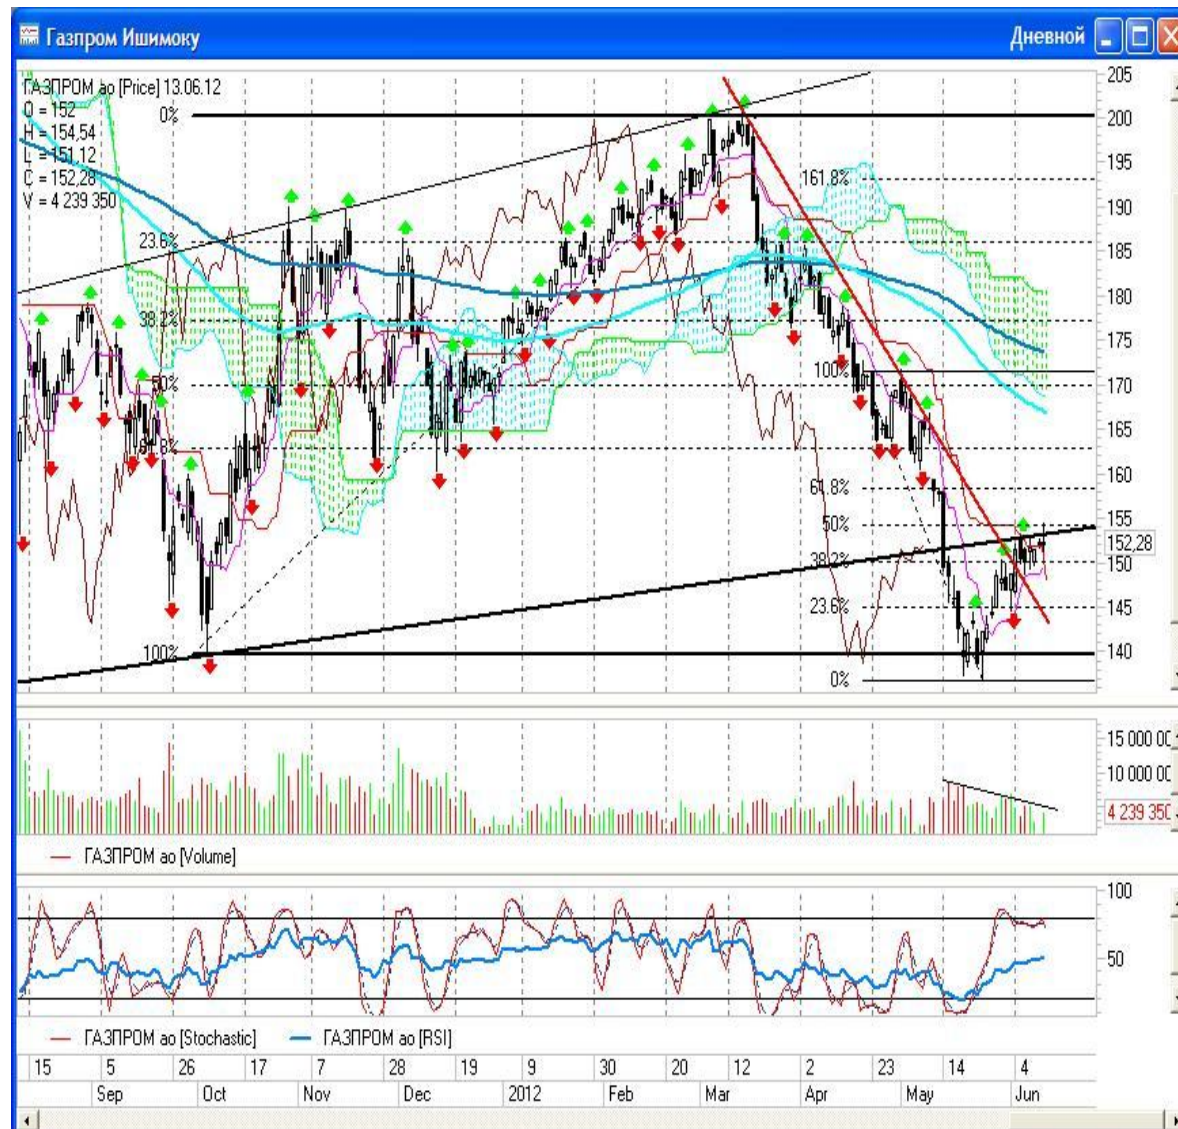 Газпром Ишимоку
Дневной
ГАЗПРОМ ао [Price] 13.06.12
O = 152
H = 154,54
L = 151,12
C = 152,28
V = 4 239 350
0%
23.6%
38.2%
50%
61.8%
100%
161.8%
100%
61.8%
50%
38.2%
23.6%
0%
205
200
195
190
185
180
175
170
165
160
155
152,28
150
145
140
15 000 00
10 000 00
4 239 350
ГАЗПРОМ ао [Volume]
100
50
ГАЗПРОМ ао [Stochastic] ГАЗПРОМ ао [RSI]
15 5 26 17 7 28 19 9 30 20 12 2 23 14 4
Sep Oct Nov Dec 2012 Feb Mar Apr May Jun